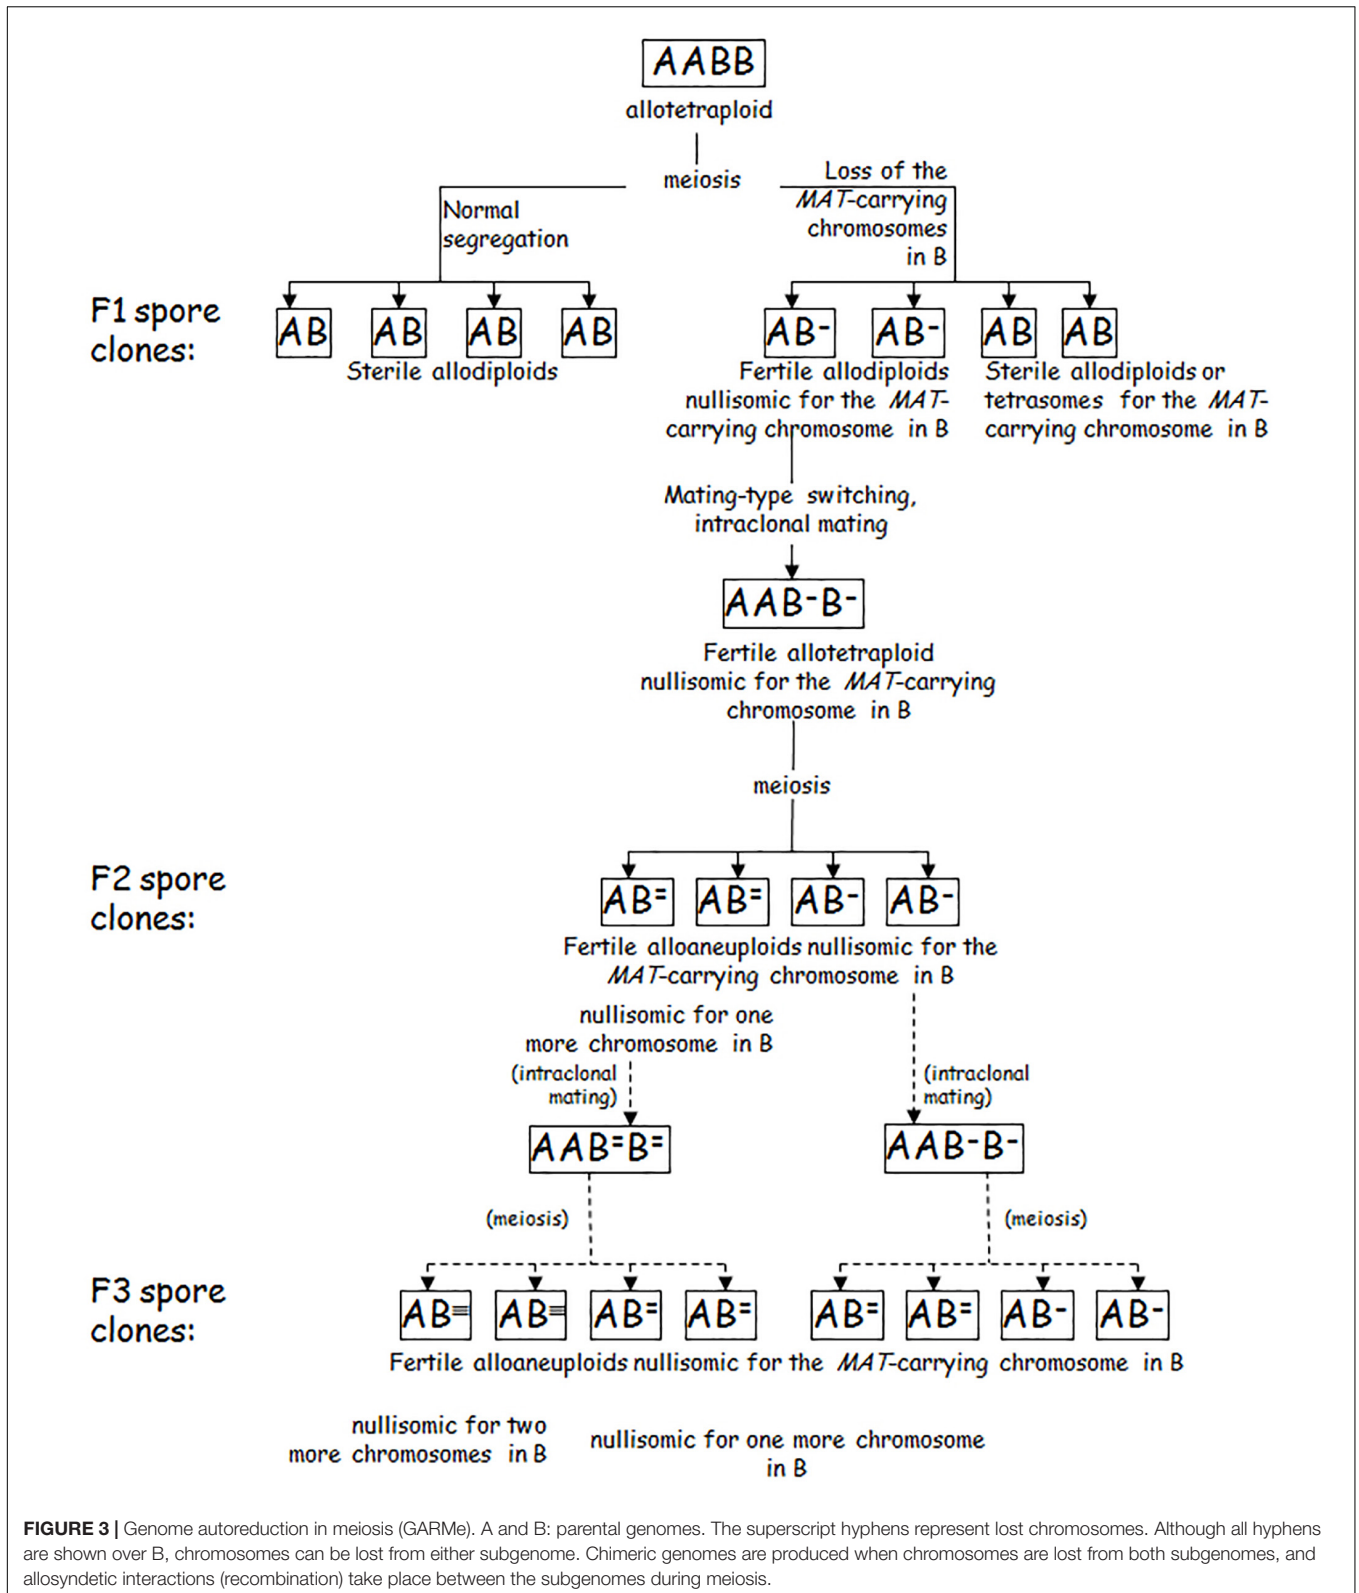 AABB
allotetraploid
meiosis
Normal
segregation
Loss of the
MAT-carrying
chromosomes
in B
F1 spore
clones:
AB AB AB AB AB- AB- AB AB
Sterile allodiploids
Fertile allodiploids
nullisomic for the MAT-
carrying chromosome in B
Sterile allodiploids or
tetrasomes for the MAT-
carrying chromosome in B
Mating-type switching,
intraclonal mating
AAB-B-
Fertile allotetraploid
nullisomic for the MAT-carrying
chromosome in B
meiosis
F2 spore
clones:
AB= AB= AB- AB-
Fertile alloaneuploids nullisomic for the
MAT-carrying chromosome in B
nullisomic for one
more chromosome in B
(intraclonal
mating)
(intraclonal
mating)
AAB=B= AAB-B-
(meiosis) (meiosis)
F3 spore
clones:
AB≡ AB≡ AB= AB= AB= AB= AB- AB-
Fertile alloaneuploids nullisomic for the MAT-carrying chromosome in B
nullisomic for two
more chromosomes in B
nullisomic for one more chromosome
in B
FIGURE 3 | Genome autoreduction in meiosis (GARMe). A and B: parental genomes. The superscript hyphens represent lost chromosomes. Although all hyphens
are shown over B, chromosomes can be lost from either subgenome. Chimeric genomes are produced when chromosomes are lost from both subgenomes, and
allosyndetic interactions (recombination) take place between the subgenomes during meiosis.